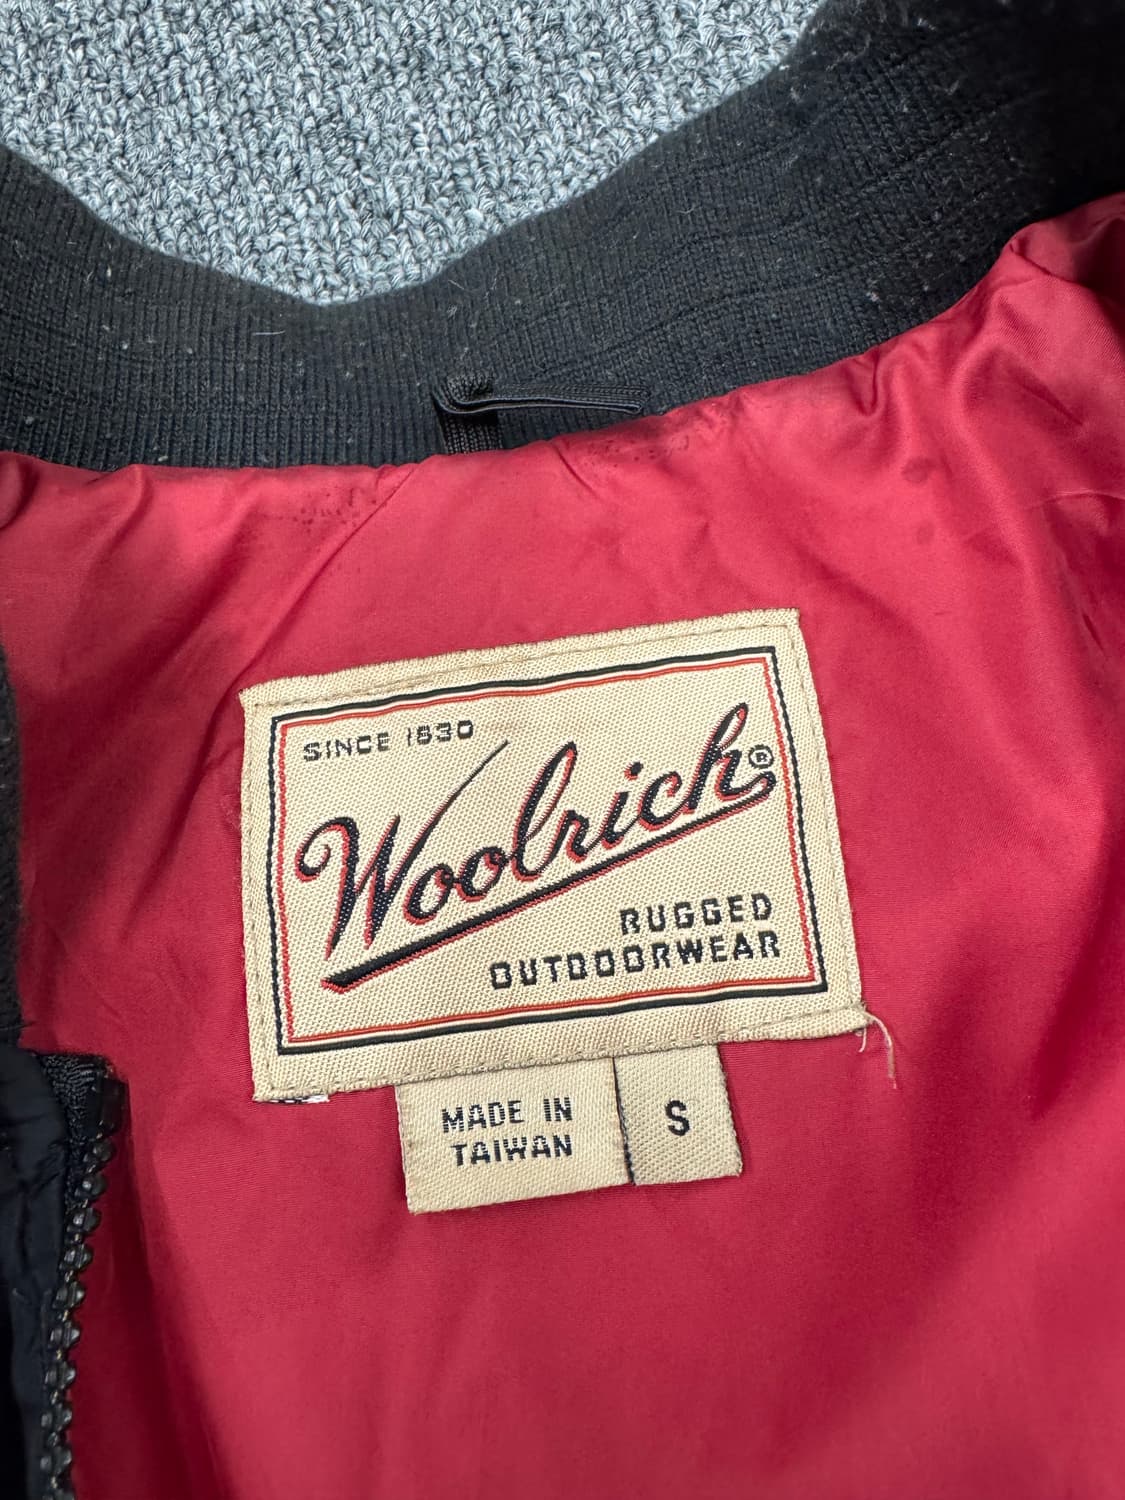 SINCE 1830
Woolrich®
RUGGED
OUTDOORWEAR
MADE IN
TAIWAN
S